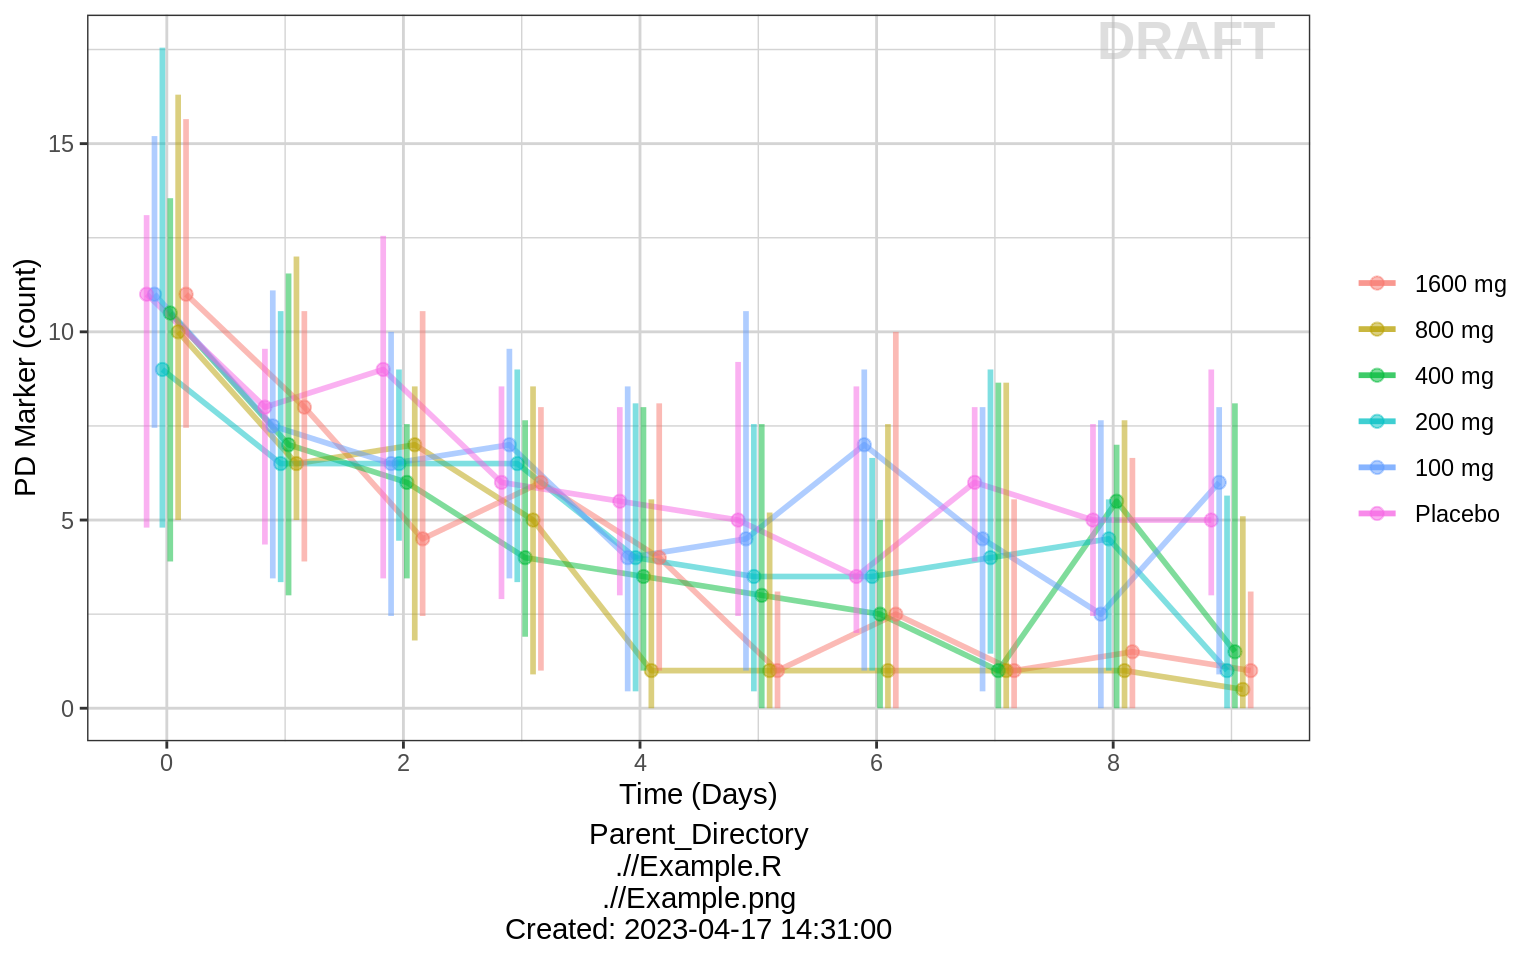 DRAFT
PD Marker (count)
15
10
5
0
0 2 4 6 8
Time (Days)
1600 mg
800 mg
400 mg
200 mg
100 mg
Placebo
Parent_Directory
.//Example.R
.//Example.png
Created: 2023-04-17 14:31:00